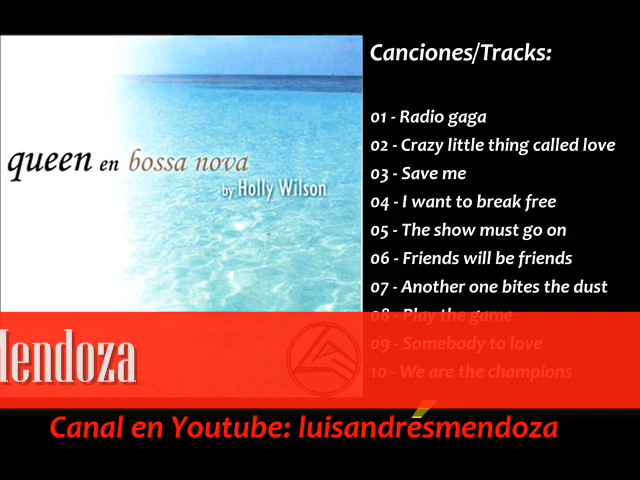 Canciones/Tracks:
queen en bossa nova
by Holly Wilson
01 - Radio gaga
02 - Crazy little thing called love
03 - Save me
04 - I want to break free
05 - The show must go on
06 - Friends will be friends
07 - Another one bites the dust
08 - Play the game
09 - Somebody to love
10 - We are the champions
Mendoza
Canal en Youtube: luisandrésmendoza